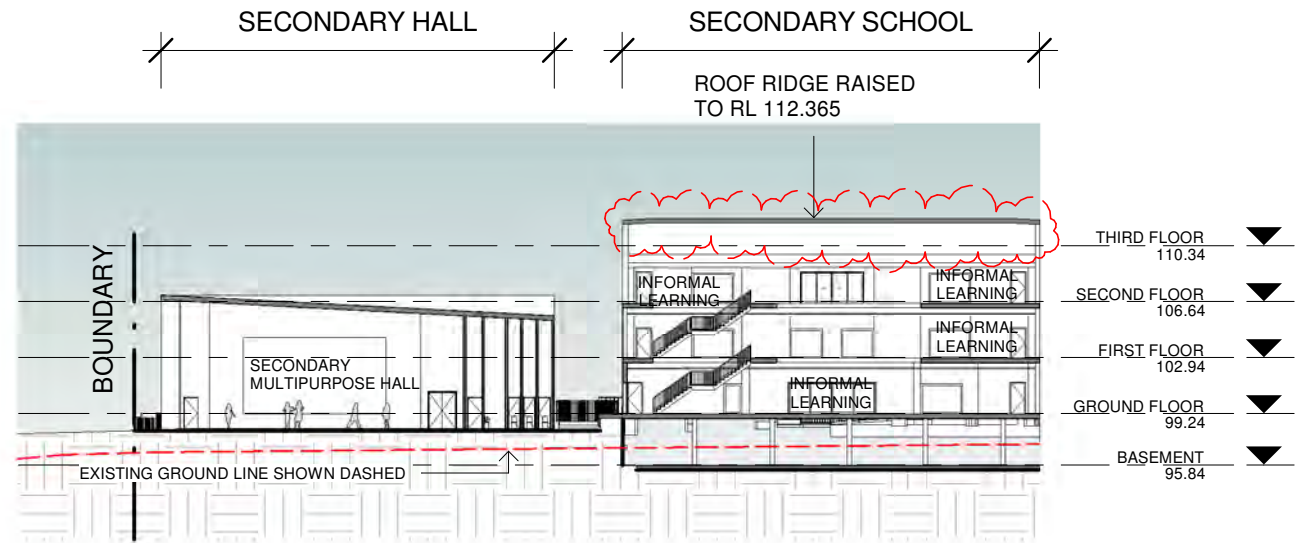 SECONDARY HALL
SECONDARY SCHOOL
ROOF RIDGE RAISED
TO RL 112.365
BOUNDARY
THIRD FLOOR
110.34
INFORMAL
LEARNING
INFORMAL
LEARNING
SECOND FLOOR
106.64
INFORMAL
LEARNING
FIRST FLOOR
102.94
SECONDARY
MULTIPURPOSE HALL
INFORMAL
LEARNING
GROUND FLOOR
99.24
EXISTING GROUND LINE SHOWN DASHED
BASEMENT
95.84